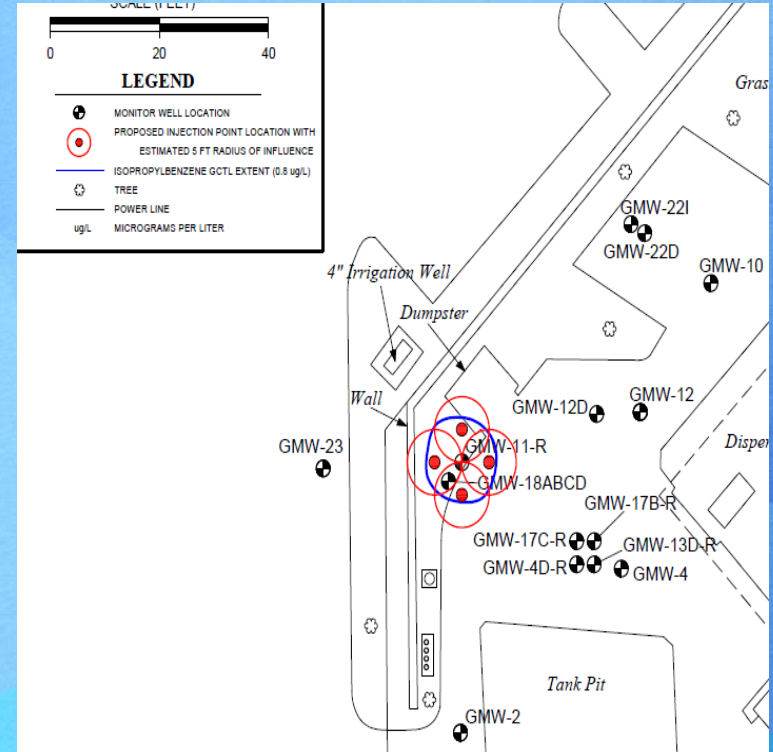 SCALE (FEET)
0 20 40
LEGEND
MONITOR WELL LOCATION
PROPOSED INJECTION POINT LOCATION WITH
ESTIMATED 5 FT RADIUS OF INFLUENCE
ISOPROPYLBENZENE GCTL EXTENT (0.8 ug/L)
TREE
POWER LINE
ug/L MICROGRAMS PER LITER
Gras
GMW-22I
GMW-22D
GMW-10
4" Irrigation Well
Dumpster
Wall
GMW-12D
GMW-12
GMW-23
GMW-11-R
Disper
GMW-18ABCD
GMW-17B-R
GMW-17C-R
GMW-13D-R
GMW-4D-R
GMW-4
Tank Pit
GMW-2